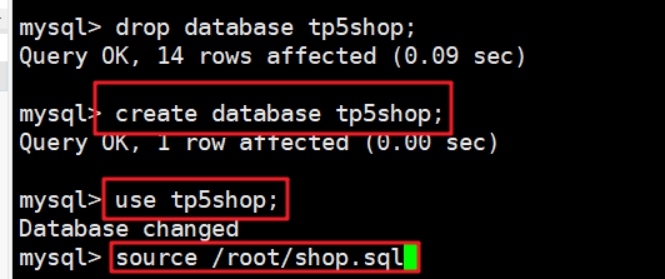 mysql> drop database tp5shop;
Query OK, 14 rows affected (0.09 sec)
mysql> create database tp5shop;
Query OK, 1 row affected (0.00 sec)
mysql> use tp5shop;
Database changed
mysql> source /root/shop.sql